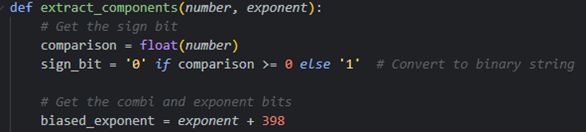 def extract_components(number, exponent):
# Get the sign bit
comparison = float(number)
sign_bit = '0' if comparison >= 0 else '1'  # Convert to binary string
# Get the combi and exponent bits
biased_exponent = exponent + 398